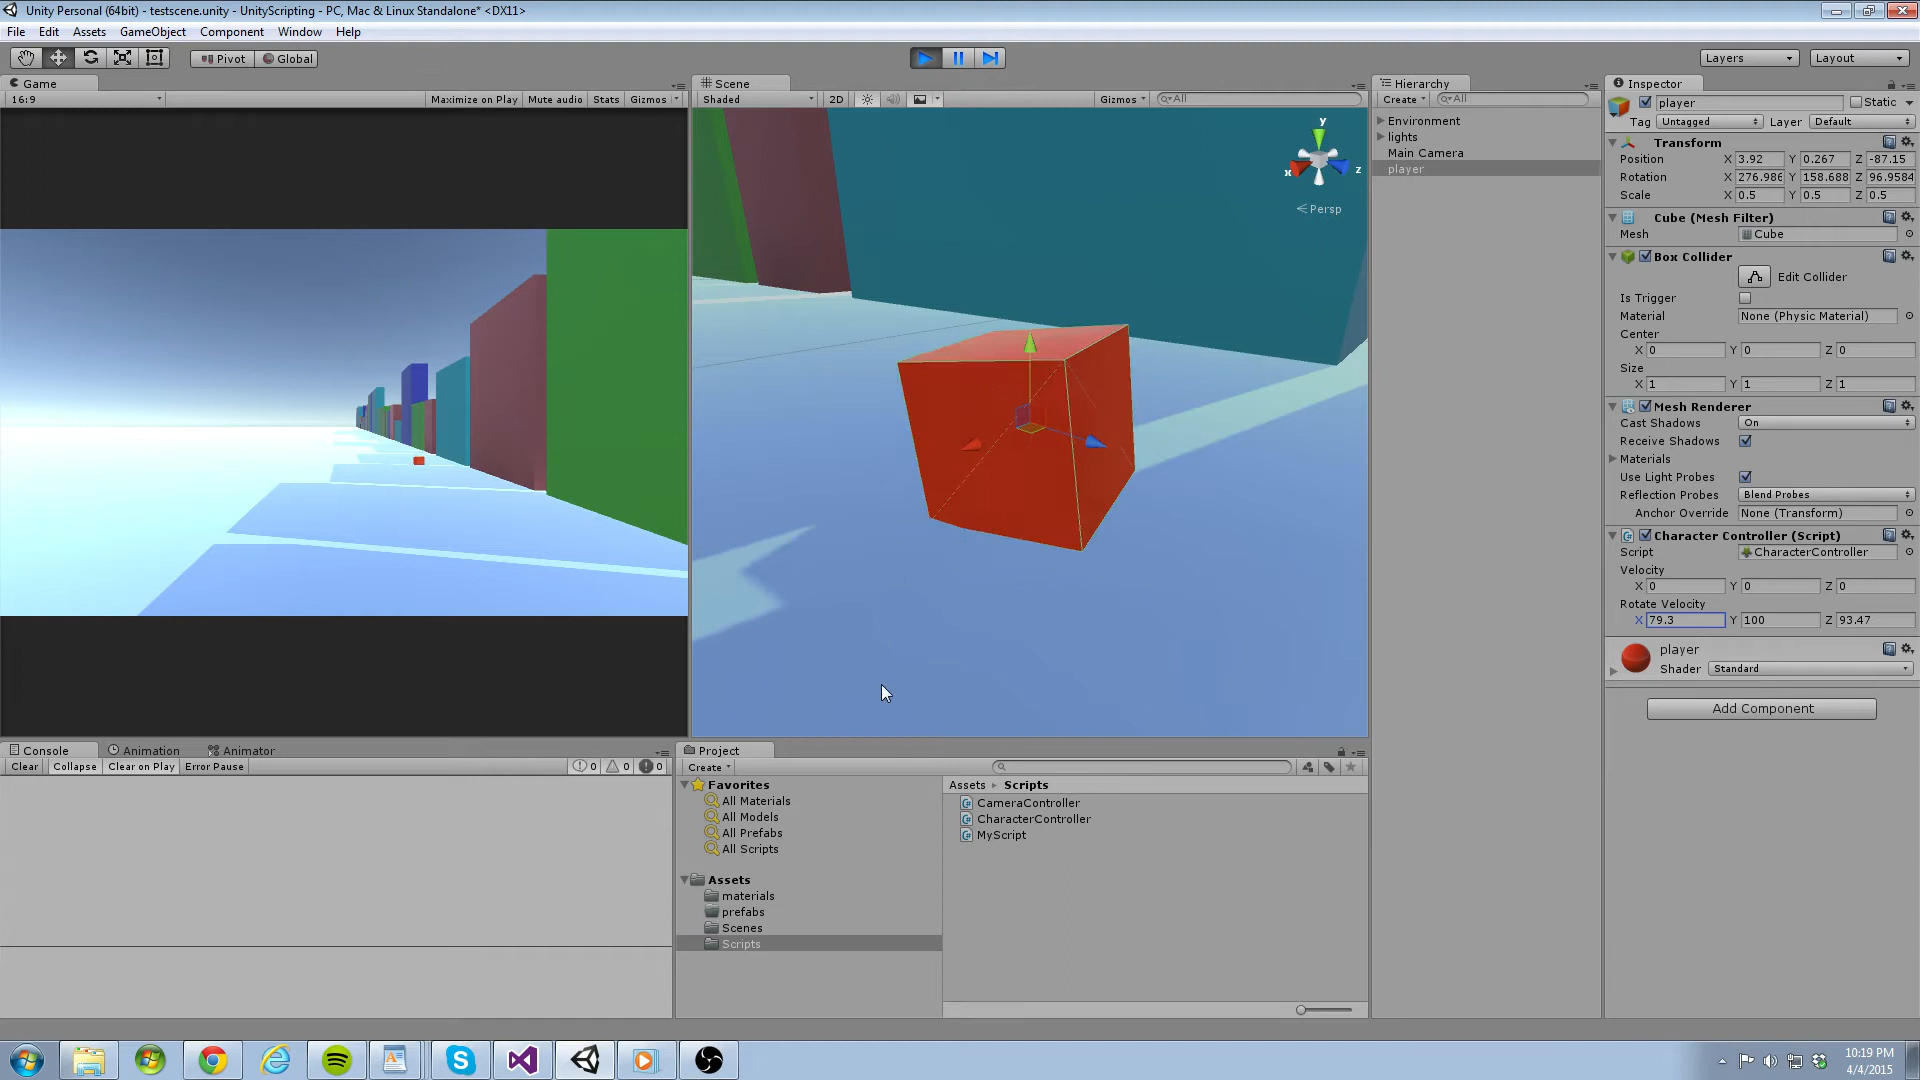 Unity Personal (64bit) - testscene.unity - UnityScripting - PC, Mac & Linux Standalone* <DX11>
File Edit Assets GameObject Component Window Help
Pivot Global Layers Layout
Game
16:9 Maximize on Play Mute audio Stats Gizmos
Scene
Shaded 2D Gizmos All
y
x z
Persp
Hierarchy
Create All
Environment
lights
Main Camera
player
Inspector
player Static
Tag Untagged Layer Default
Transform
Position X 3.92 Y 0.267 Z -87.15
Rotation X 276.986 Y 158.688 Z 96.9584
Scale X 0.5 Y 0.5 Z 0.5
Cube (Mesh Filter)
Mesh Cube
Box Collider
Edit Collider
Is Trigger
Material None (Physic Material)
Center
X 0 Y 0 Z 0
Size
X 1 Y 1 Z 1
Mesh Renderer
Cast Shadows On
Receive Shadows
Materials
Use Light Probes
Reflection Probes Blend Probes
Anchor Override None (Transform)
Character Controller (Script)
Script CharacterController
Velocity
X 0 Y 0 Z 0
Rotate Velocity
X 79.3 Y 100 Z 93.47
player
Shader Standard
Add Component
Console Animation Animator
Clear Collapse Clear on Play Error Pause 0 0 0
Project
Create
Favorites
All Materials
All Models
All Prefabs
All Scripts
Assets
materials
prefabs
Scenes
Scripts
Assets Scripts
CameraController
CharacterController
MyScript
10:19 PM
4/4/2015